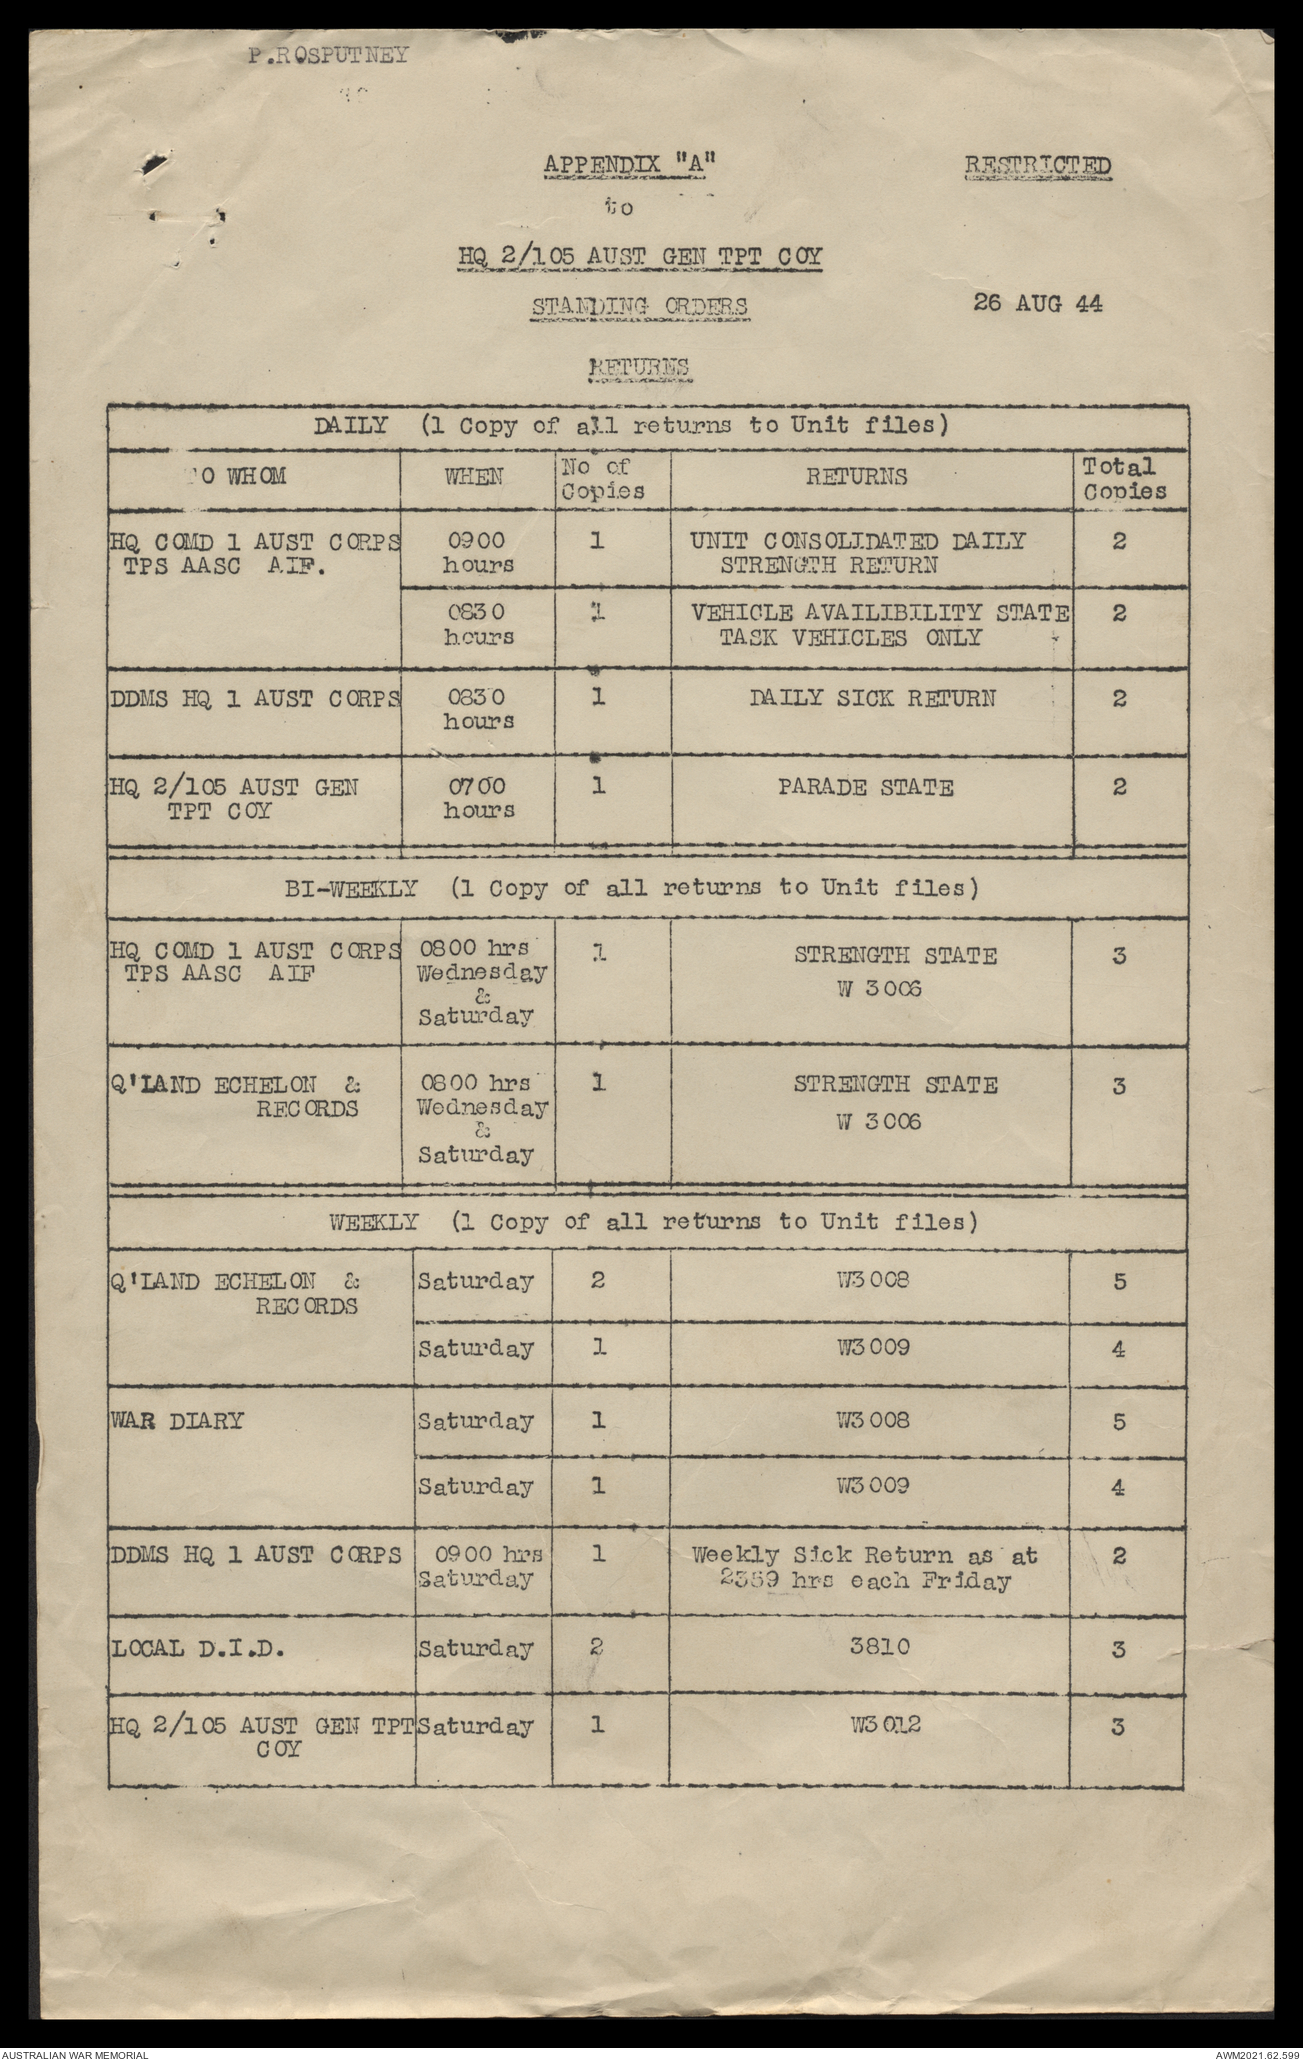 P.ROSPUTNEY
APPENDIX "A"
RESTRICTED
to
HQ 2/105 AUST GEN TPT COY
STANDING ORDERS
26 AUG 44
RETURNS
DAILY (1 Copy of all returns to Unit files)
TO WHOM WHEN No of Copies RETURNS Total Copies
HQ COMD 1 AUST CORPS 0900 1 UNIT CONSOLIDATED DAILY 2
TPS AASC AIF. hours STRENGTH RETURN
0830 1 VEHICLE AVAILIBILITY STATE 2
hours TASK VEHICLES ONLY
DDMS HQ 1 AUST CORPS 0830 1 DAILY SICK RETURN 2
hours
HQ 2/105 AUST GEN 0700 1 PARADE STATE 2
TPT COY hours
BI-WEEKLY (1 Copy of all returns to Unit files)
HQ COMD 1 AUST CORPS 0800 hrs 1 STRENGTH STATE 3
TPS AASC AIF Wednesday W 3006
&
Saturday
Q'LAND ECHELON & 0800 hrs 1 STRENGTH STATE 3
RECORDS Wednesday W 3006
&
Saturday
WEEKLY (1 Copy of all returns to Unit files)
Q'LAND ECHELON & Saturday 2 W3008 5
RECORDS
Saturday 1 W3009 4
WAR DIARY Saturday 1 W3008 5
Saturday 1 W3009 4
DDMS HQ 1 AUST CORPS 0900 hrs 1 Weekly Sick Return as at 2
Saturday 2359 hrs each Friday
LOCAL D.I.D. Saturday 2 3810 3
HQ 2/105 AUST GEN TPT Saturday 1 W3012 3
COY
AUSTRALIAN WAR MEMORIAL
AWM2021.62.599